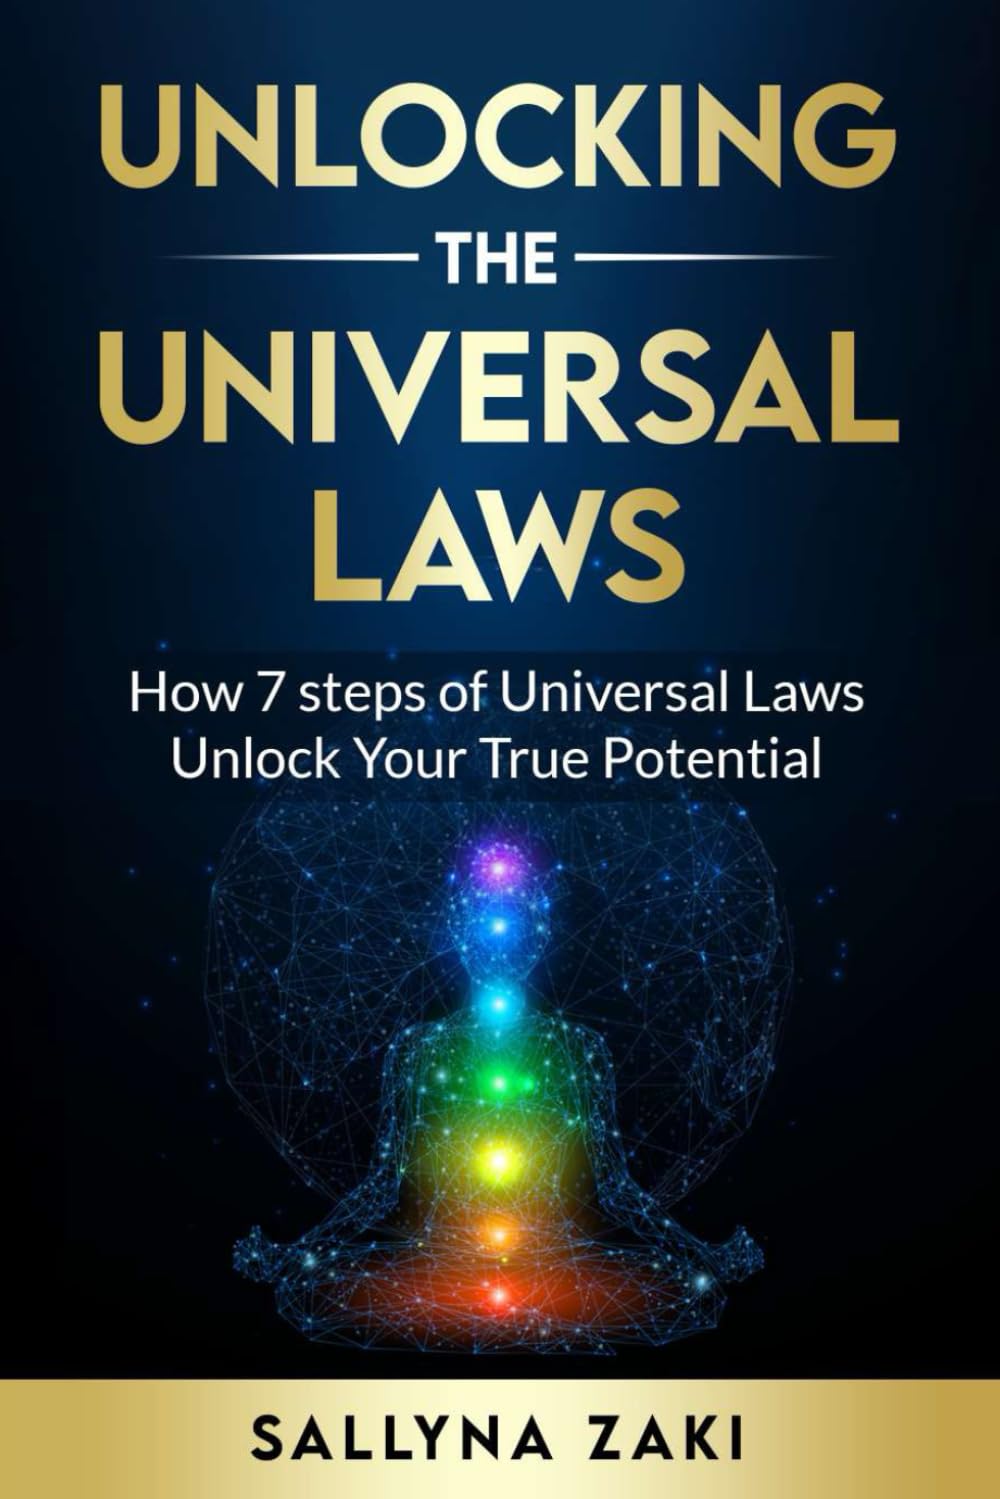 UNLOCKING
THE
UNIVERSAL
LAWS
How 7 steps of Universal Laws
Unlock Your True Potential
SALLYNA ZAKI